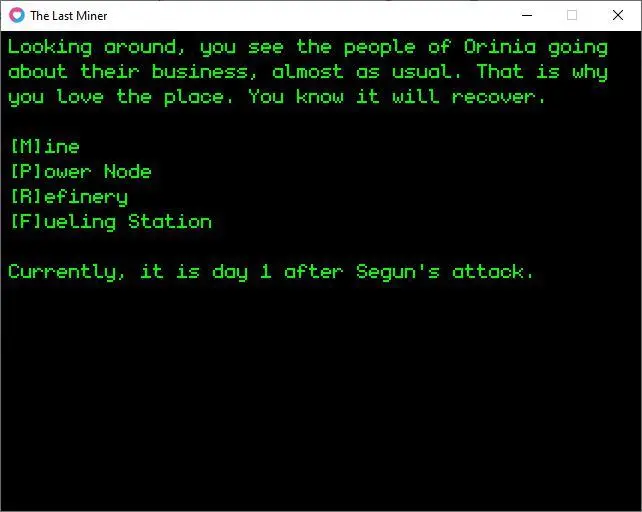 The Last Miner
Looking around, you see the people of Orinia going
about their business, almost as usual. That is why
you love the place. You know it will recover.
[M]ine
[P]ower Node
[R]efinery
[F]ueling Station
Currently, it is day 1 after Segun's attack.